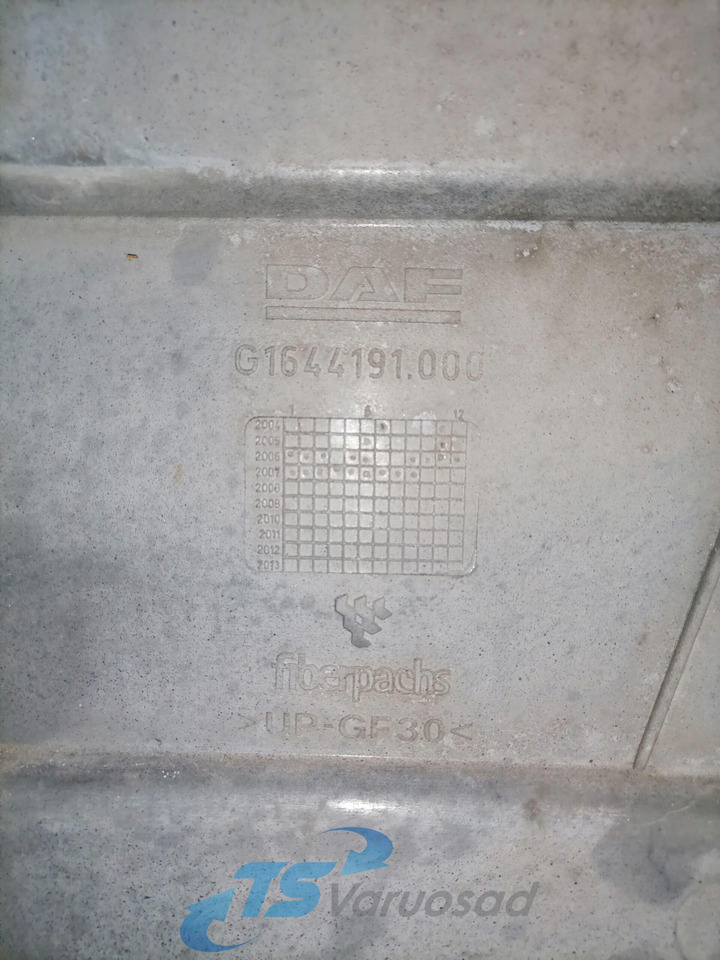 DAF
G1644191.000
1 6 12
2004
2005
2006
2007
2008
2009
2010
2011
2012
2013
fiberpachs
>UP-GF30<
TS Varuosad